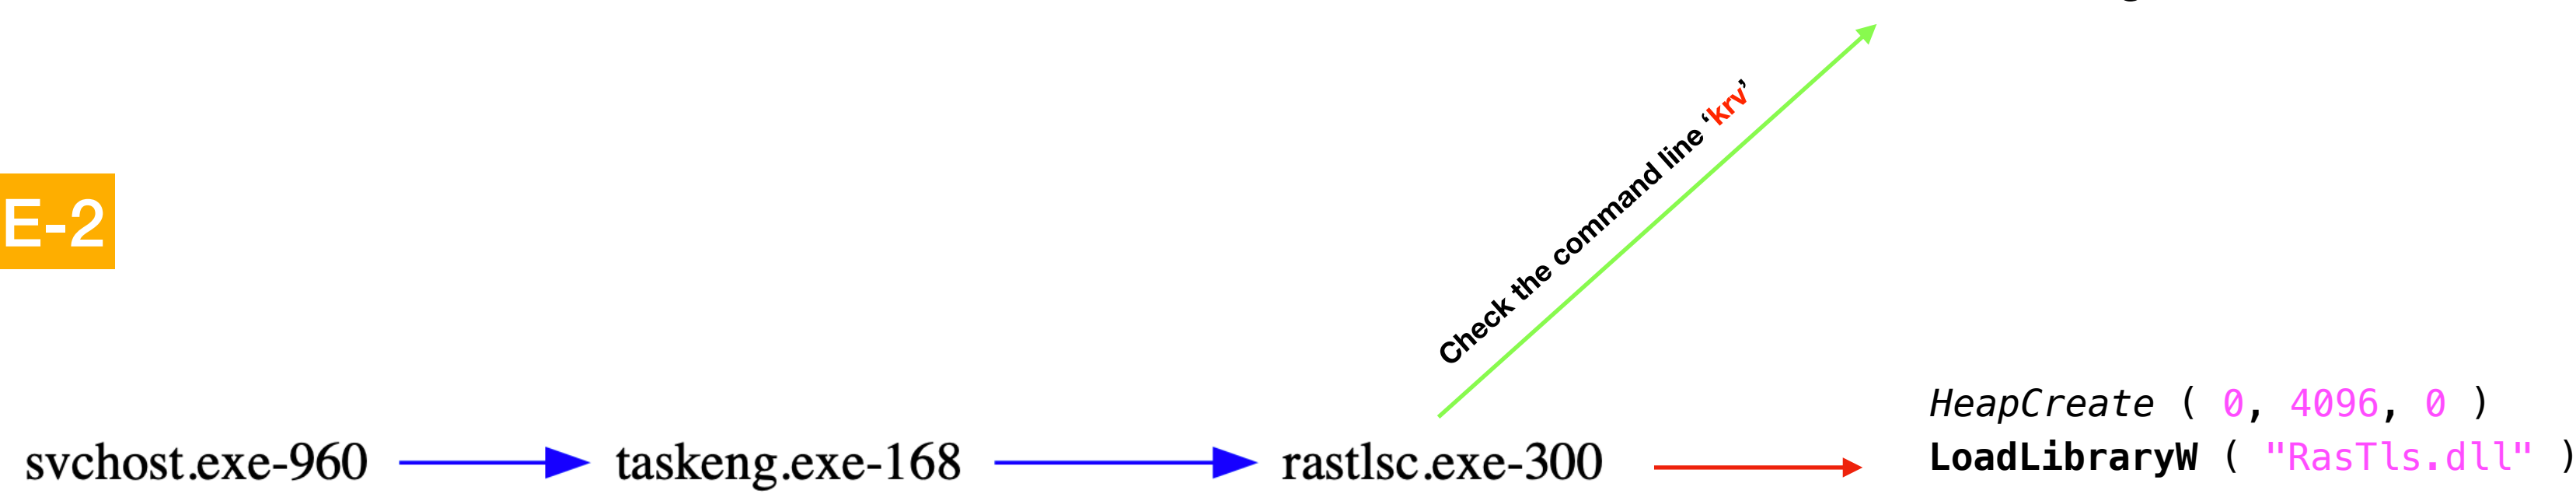 Check the command line ‘krv’
E-2
HeapCreate ( 0, 4096, 0 )
svchost.exe-960 taskeng.exe-168 rastlsc.exe-300 LoadLibraryW ( "RasTls.dll" )